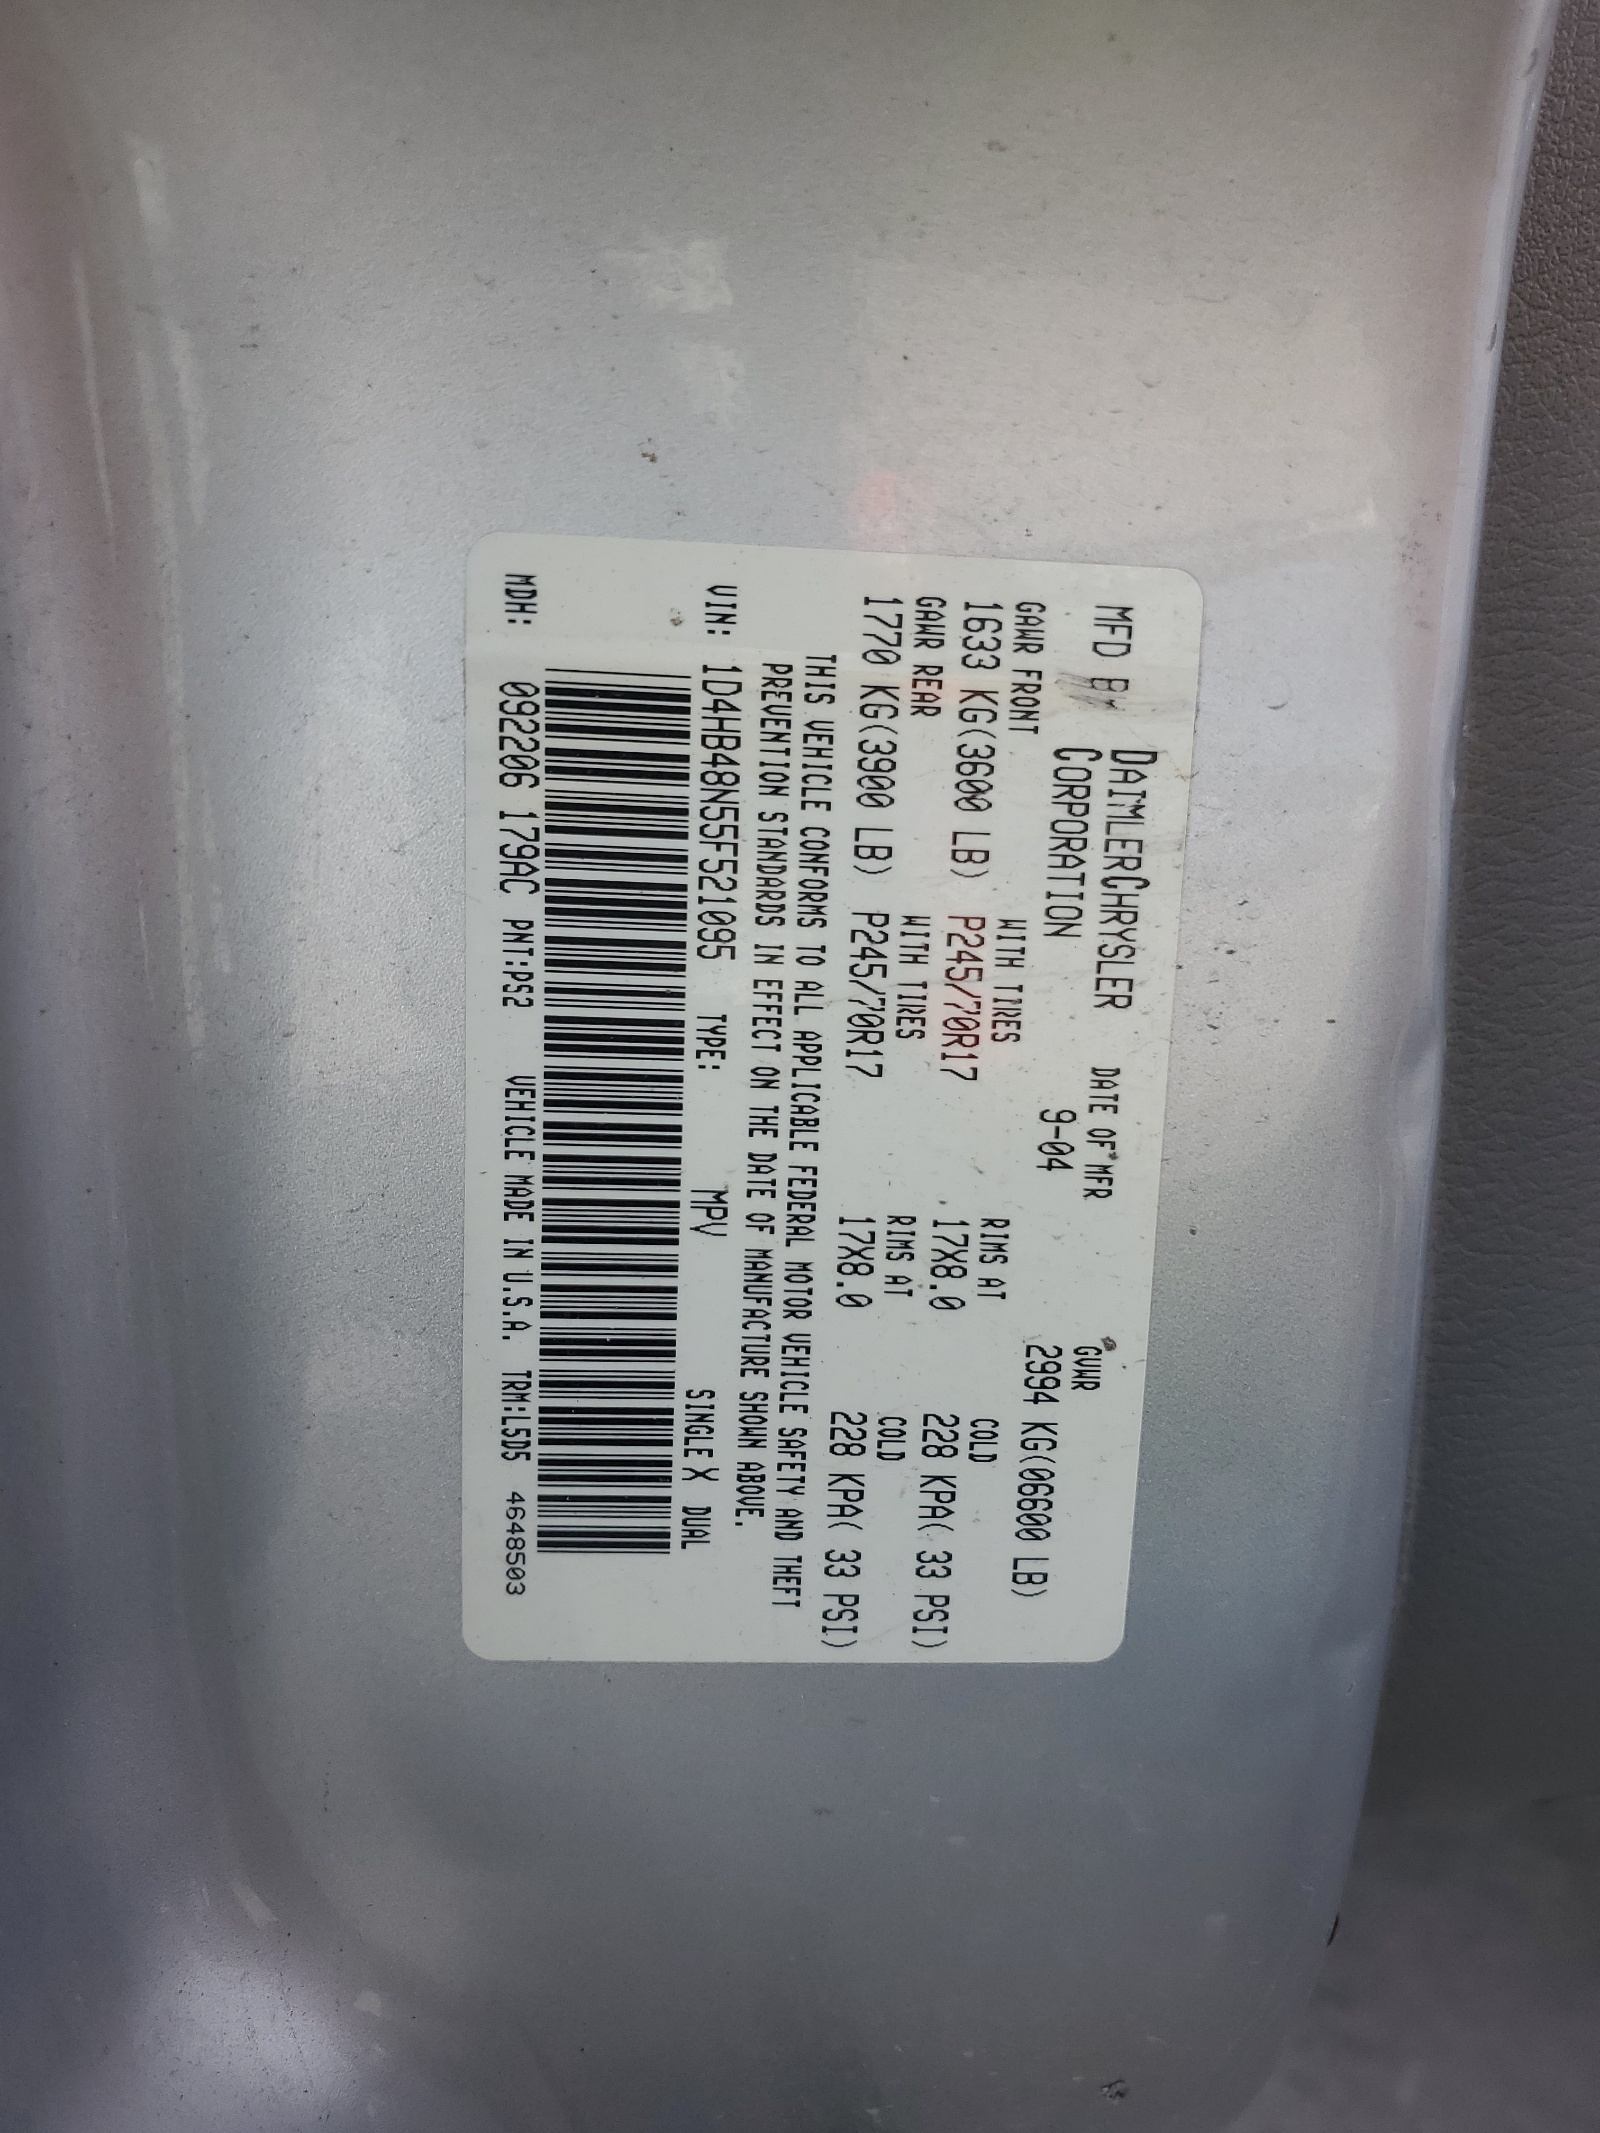 MFD BY DAIMLERCHRYSLER DATE OF MFR GVWR
CORPORATION 9-04 2994 KG(06600 LB)
GAWR FRONT WITH TIRES RIMS AT COLD
1633 KG(3600 LB) P245/70R17 17X8.0 228 KPA( 33 PSI)
GAWR REAR WITH TIRES RIMS AT COLD
1770 KG(3900 LB) P245/70R17 17X8.0 228 KPA( 33 PSI)
THIS VEHICLE CONFORMS TO ALL APPLICABLE FEDERAL MOTOR VEHICLE SAFETY AND THEFT
PREVENTION STANDARDS IN EFFECT ON THE DATE OF MANUFACTURE SHOWN ABOVE.
VIN: 1D4HB48N55F521095 TYPE: MPV SINGLE X DUAL
MDH: 092206 179AC PNT:PS2 VEHICLE MADE IN U.S.A. TRM:L5D5 4648503